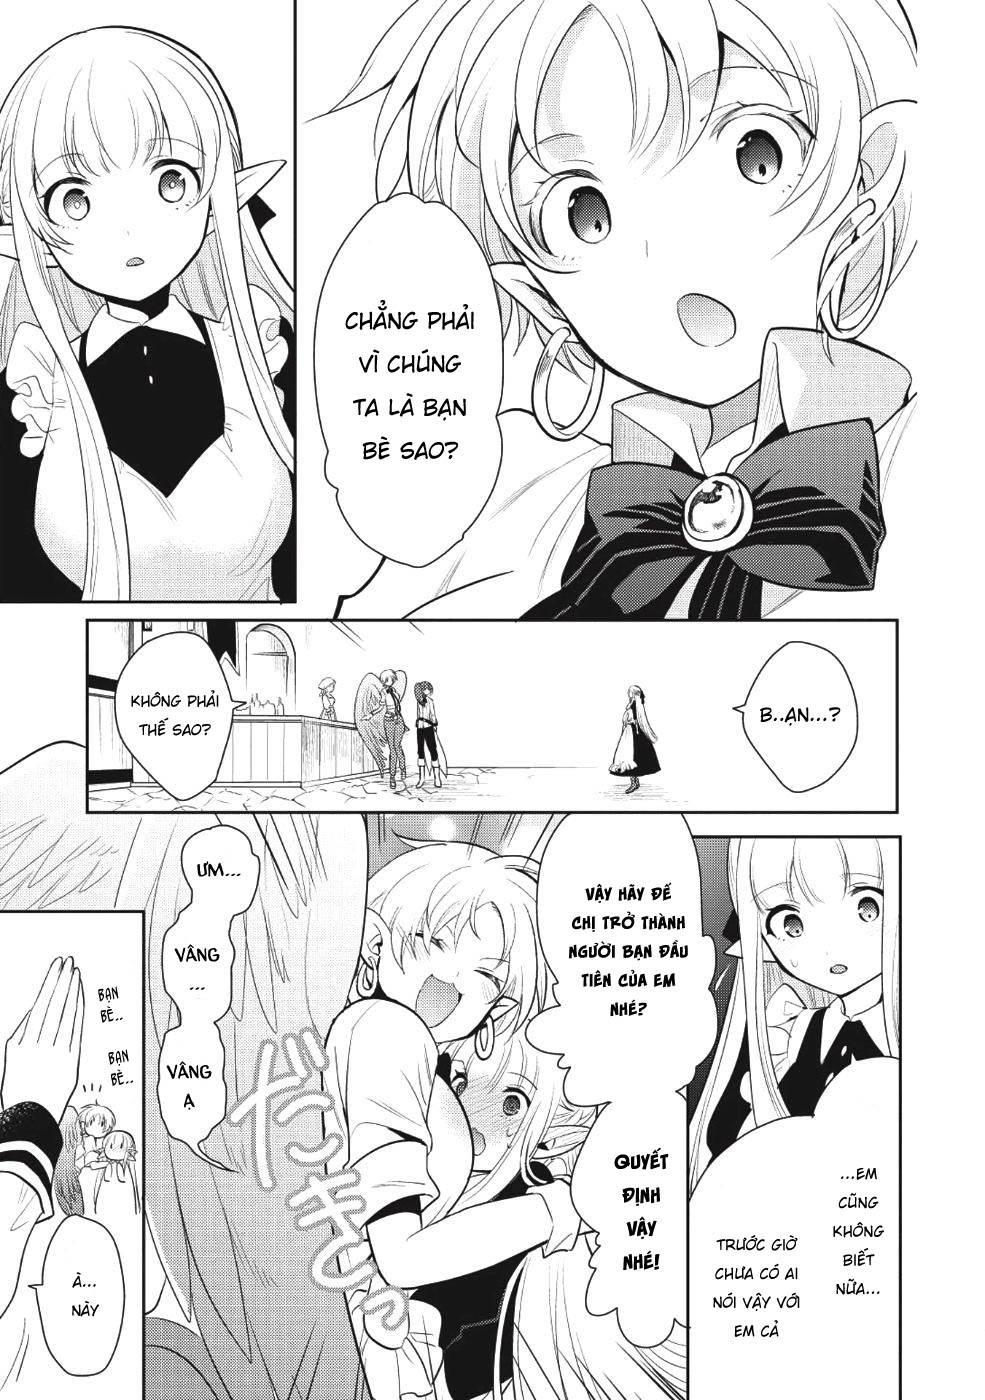 CHẲNG PHẢI
VÌ CHÚNG
TA LÀ BẠN
BÈ SAO?
B..ẠN...?
KHÔNG PHẢI
THẾ SAO?
...EM
CŨNG
KHÔNG
BIẾT
NỮA...
TRƯỚC GIỜ
CHƯA CÓ AI
NÓI VẬY VỚI
EM CẢ
VẬY HÃY ĐỂ
CHỊ TRỞ THÀNH
NGƯỜI BẠN ĐẦU
TIÊN CỦA EM
NHÉ?
QUYẾT
ĐỊNH
VẬY
NHÉ!
だきっ
ƯM...
VÂNG
...
VÂNG
Ạ
BẠN
BÈ..
BẠN
BÈ..
À...
NÀY